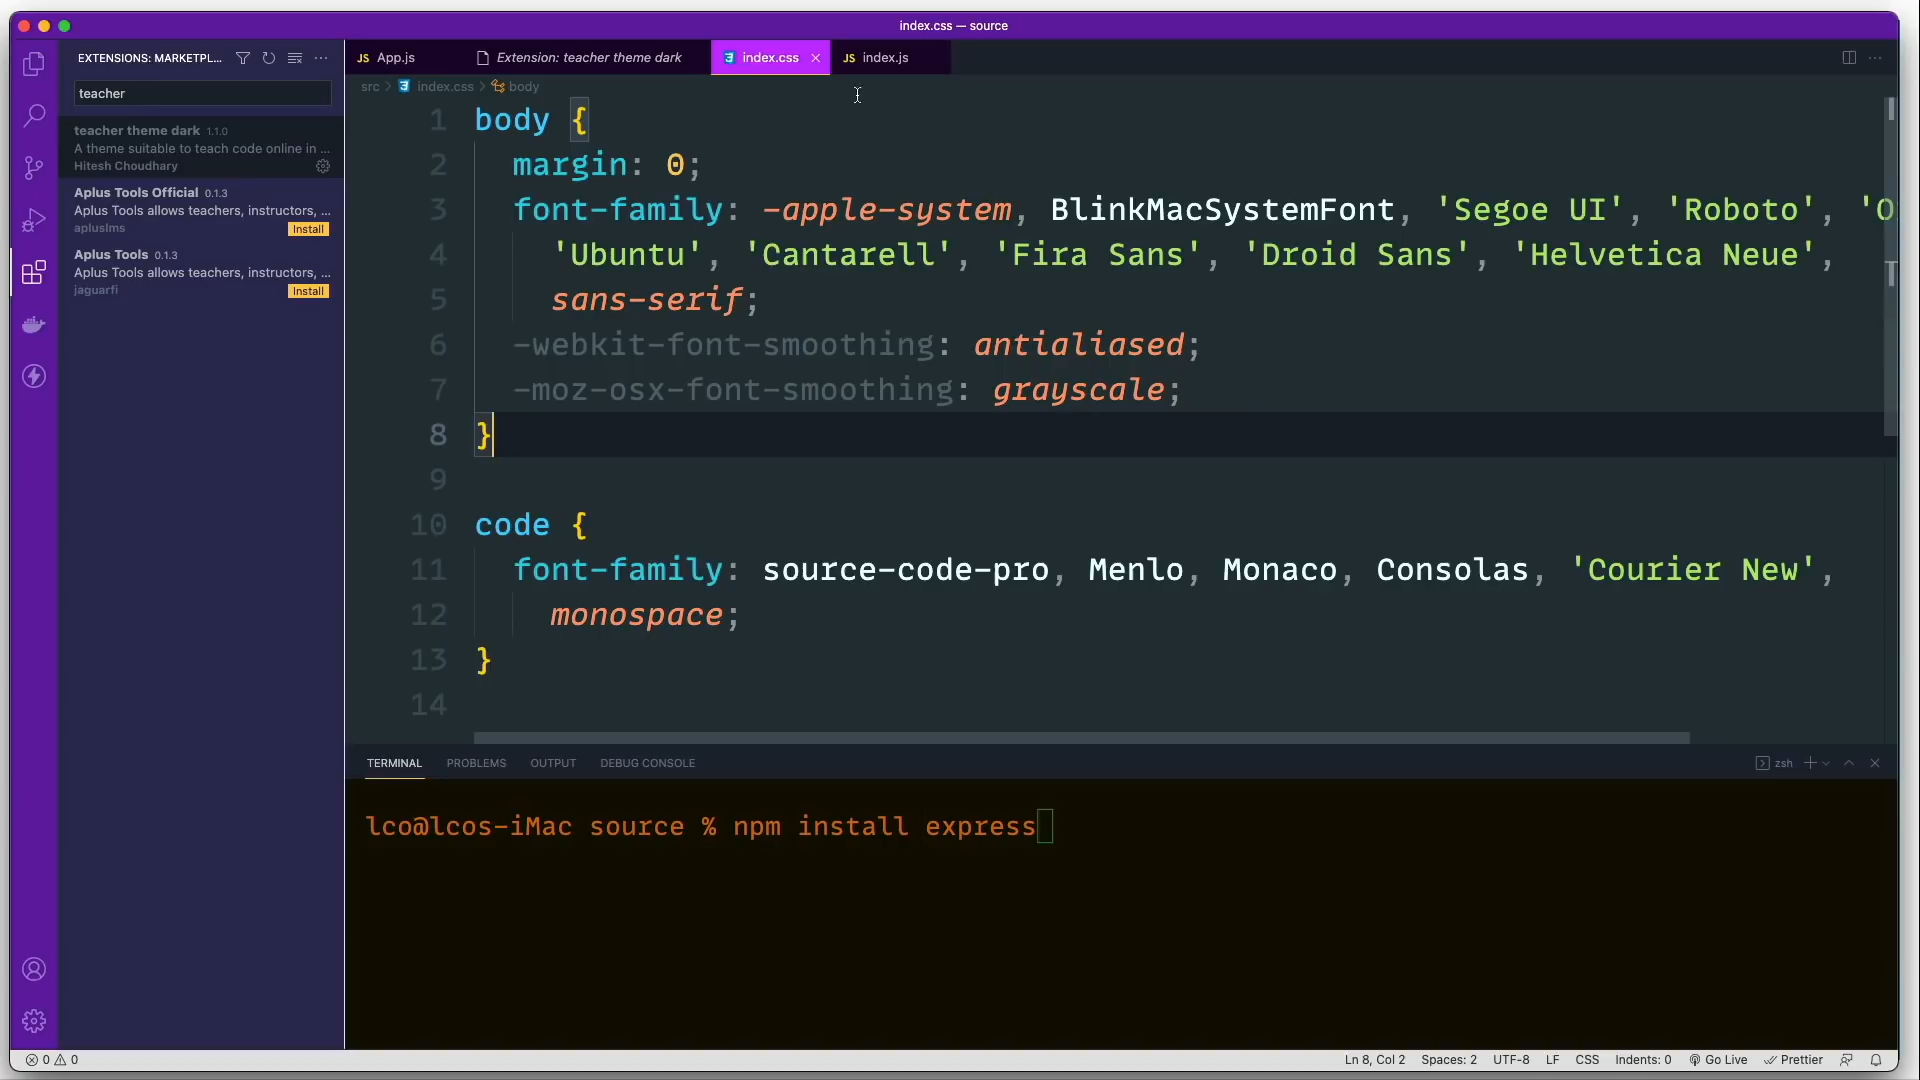 index.css — source
EXTENSIONS: MARKETPL...
teacher
teacher theme dark 1.1.0
A theme suitable to teach code online in ...
Hitesh Choudhary
Aplus Tools Official 0.1.3
Aplus Tools allows teachers, instructors, ...
apluslms
Install
Aplus Tools 0.1.3
Aplus Tools allows teachers, instructors, ...
jaguarfi
Install
JS App.js
Extension: teacher theme dark
index.css
JS index.js
src > index.css > body
1 body {
2 margin: 0;
3 font-family: -apple-system, BlinkMacSystemFont, 'Segoe UI', 'Roboto', 'O
4 'Ubuntu', 'Cantarell', 'Fira Sans', 'Droid Sans', 'Helvetica Neue',
5 sans-serif;
6 -webkit-font-smoothing: antialiased;
7 -moz-osx-font-smoothing: grayscale;
8 }
9
10 code {
11 font-family: source-code-pro, Menlo, Monaco, Consolas, 'Courier New',
12 monospace;
13 }
14
TERMINAL PROBLEMS OUTPUT DEBUG CONSOLE
zsh
lco@lcos-iMac source % npm install express
0 0
Ln 8, Col 2 Spaces: 2 UTF-8 LF CSS Indents: 0 Go Live Prettier